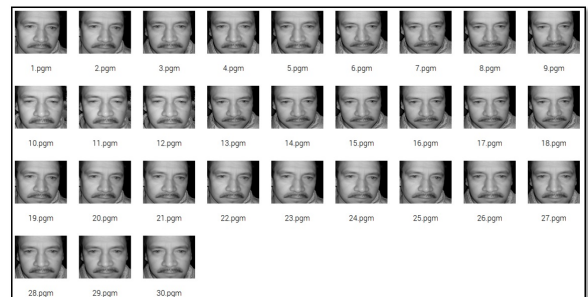 1.pgm 2.pgm 3.pgm 4.pgm 5.pgm 6.pgm 7.pgm 8.pgm 9.pgm
10.pgm 11.pgm 12.pgm 13.pgm 14.pgm 15.pgm 16.pgm 17.pgm 18.pgm
19.pgm 20.pgm 21.pgm 22.pgm 23.pgm 24.pgm 25.pgm 26.pgm 27.pgm
28.pgm 29.pgm 30.pgm